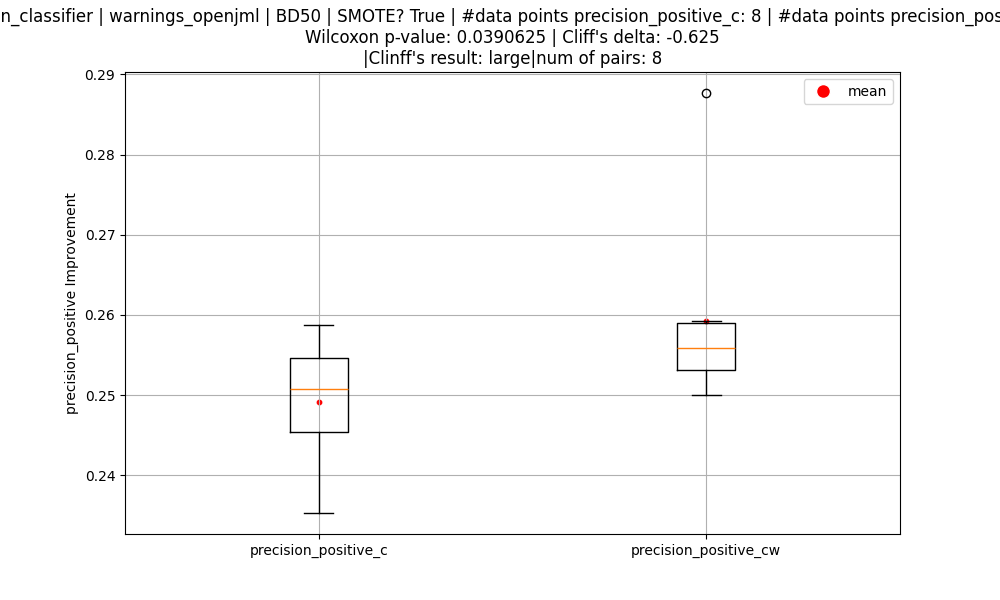 n_classifier | warnings_openjml | BD50 | SMOTE? True | #data points precision_positive_c: 8 | #data points precision_pos
Wilcoxon p-value: 0.0390625 | Cliff's delta: -0.625
|Clinff's result: large|num of pairs: 8
mean
0.29
0.28
0.27
0.26
0.25
0.24
precision_positive Improvement
precision_positive_c
precision_positive_cw